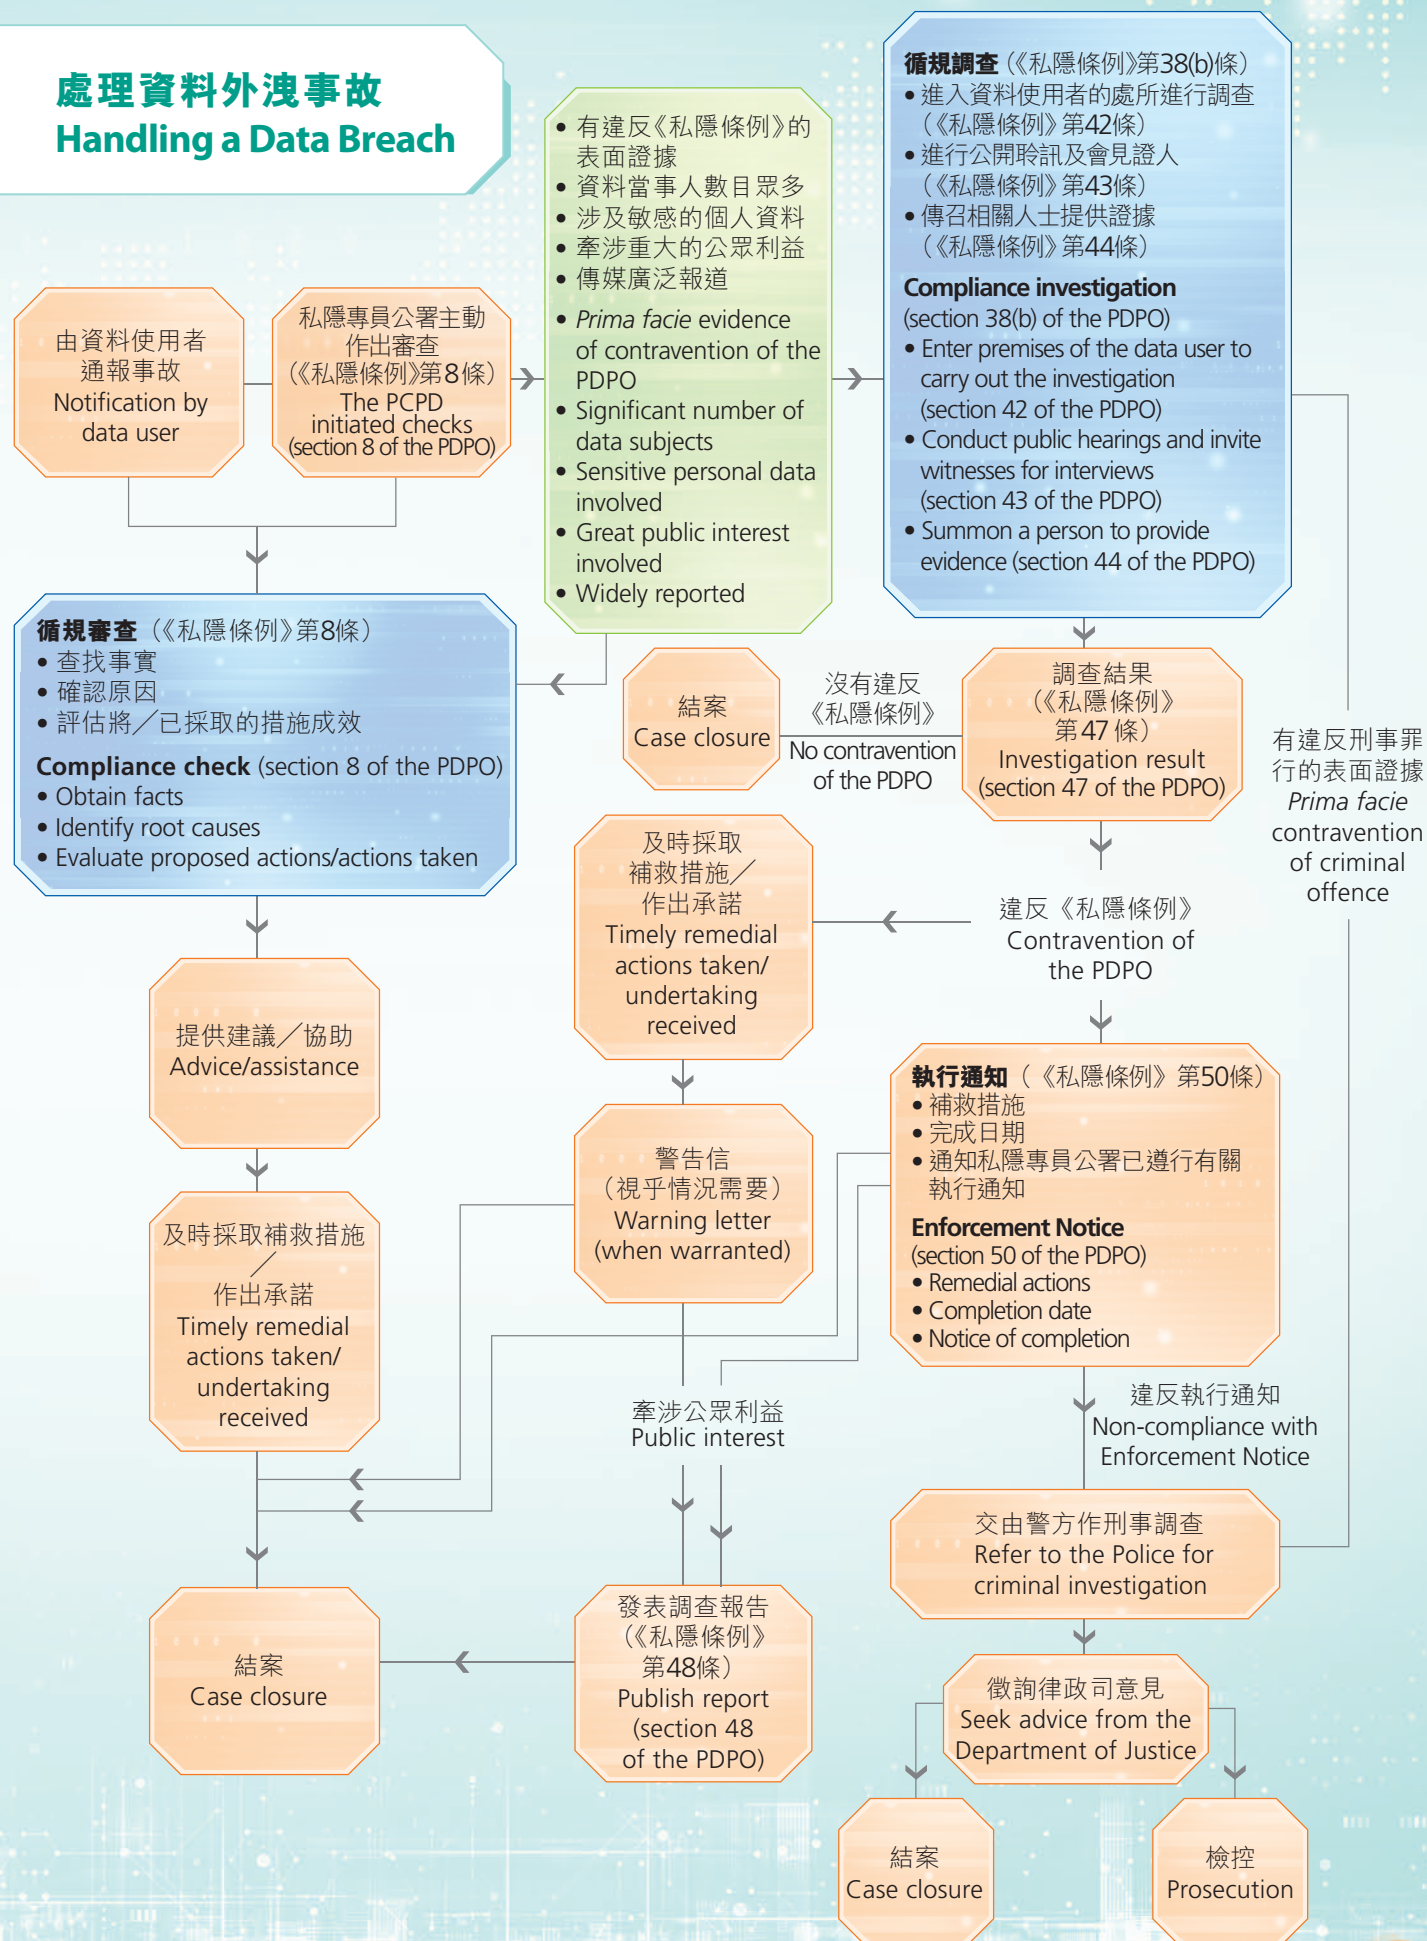 處理資料外洩事故
Handling a Data Breach
由資料使用者
通報事故
Notification by
data user
私隱專員公署主動
作出審查
(《私隱條例》第8條)
The PCPD
initiated checks
(section 8 of the PDPO)
• 有違反《私隱條例》的
表面證據
• 資料當事人數目眾多
• 涉及敏感的個人資料
• 牽涉重大的公眾利益
• 傳媒廣泛報道
• Prima facie evidence
of contravention of the
PDPO
• Significant number of
data subjects
• Sensitive personal data
involved
• Great public interest
involved
• Widely reported
循規調查(《私隱條例》第38(b)條)
• 進入資料使用者的處所進行調查
(《私隱條例》第42條)
• 進行公開聆訊及會見證人
(《私隱條例》第43條)
• 傳召相關人士提供證據
(《私隱條例》第44條)
Compliance investigation
(section 38(b) of the PDPO)
• Enter premises of the data user to
carry out the investigation
(section 42 of the PDPO)
• Conduct public hearings and invite
witnesses for interviews
(section 43 of the PDPO)
• Summon a person to provide
evidence (section 44 of the PDPO)
循規審查(《私隱條例》第8條)
• 查找事實
• 確認原因
• 評估將／已採取的措施成效
Compliance check (section 8 of the PDPO)
• Obtain facts
• Identify root causes
• Evaluate proposed actions/actions taken
結案
Case closure
沒有違反
《私隱條例》
No contravention
of the PDPO
調查結果
(《私隱條例》
第47條)
Investigation result
(section 47 of the PDPO)
有違反刑事罪
行的表面證據
Prima facie
contravention
of criminal
offence
及時採取
補救措施／
作出承諾
Timely remedial
actions taken/
undertaking
received
違反《私隱條例》
Contravention of
the PDPO
提供建議／協助
Advice/assistance
警告信
(視乎情況需要)
Warning letter
(when warranted)
執行通知(《私隱條例》第50條)
• 補救措施
• 完成日期
• 通知私隱專員公署已遵行有關
執行通知
Enforcement Notice
(section 50 of the PDPO)
• Remedial actions
• Completion date
• Notice of completion
及時採取補救措施
／
作出承諾
Timely remedial
actions taken/
undertaking
received
牽涉公眾利益
Public interest
違反執行通知
Non-compliance with
Enforcement Notice
交由警方作刑事調查
Refer to the Police for
criminal investigation
結案
Case closure
發表調查報告
(《私隱條例》
第48條)
Publish report
(section 48
of the PDPO)
徵詢律政司意見
Seek advice from the
Department of Justice
結案
Case closure
檢控
Prosecution